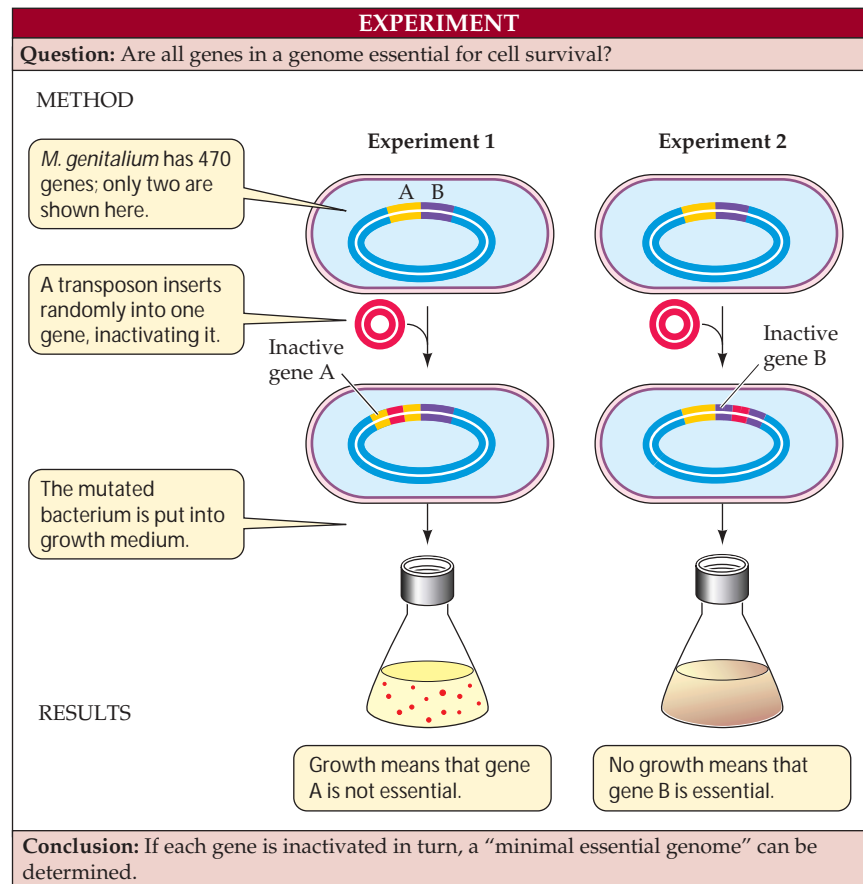 EXPERIMENT
Question: Are all genes in a genome essential for cell survival?
METHOD
Experiment 1
Experiment 2
M. genitalium has 470
genes; only two are
shown here.
A B
A transposon inserts
randomly into one
gene, inactivating it.
Inactive
gene A
Inactive
gene B
The mutated
bacterium is put into
growth medium.
RESULTS
Growth means that gene
A is not essential.
No growth means that
gene B is essential.
Conclusion: If each gene is inactivated in turn, a “minimal essential genome” can be
determined.